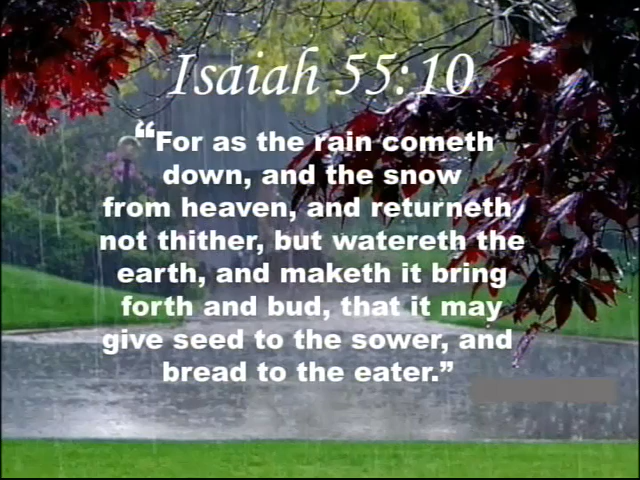 Isaiah 55:10
“For as the rain cometh
down, and the snow
from heaven, and returneth
not thither, but watereth the
earth, and maketh it bring
forth and bud, that it may
give seed to the sower, and
bread to the eater.”